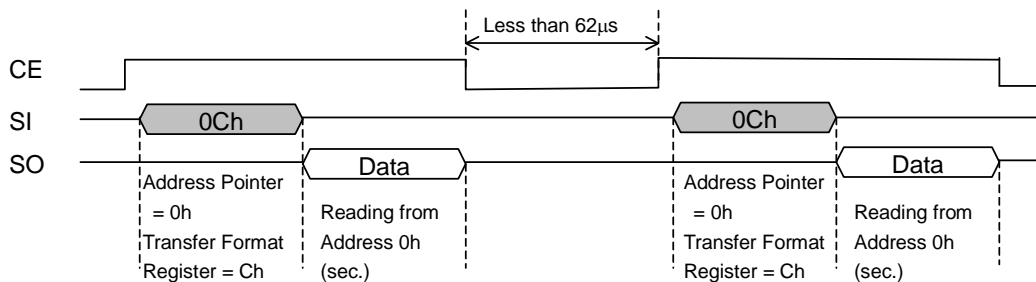 Less than 62μs
CE
SI 0Ch 0Ch
SO Data Data
Address Pointer
= 0h
Transfer Format
Register = Ch
Reading from
Address 0h
(sec.)
Address Pointer
= 0h
Transfer Format
Register = Ch
Reading from
Address 0h
(sec.)